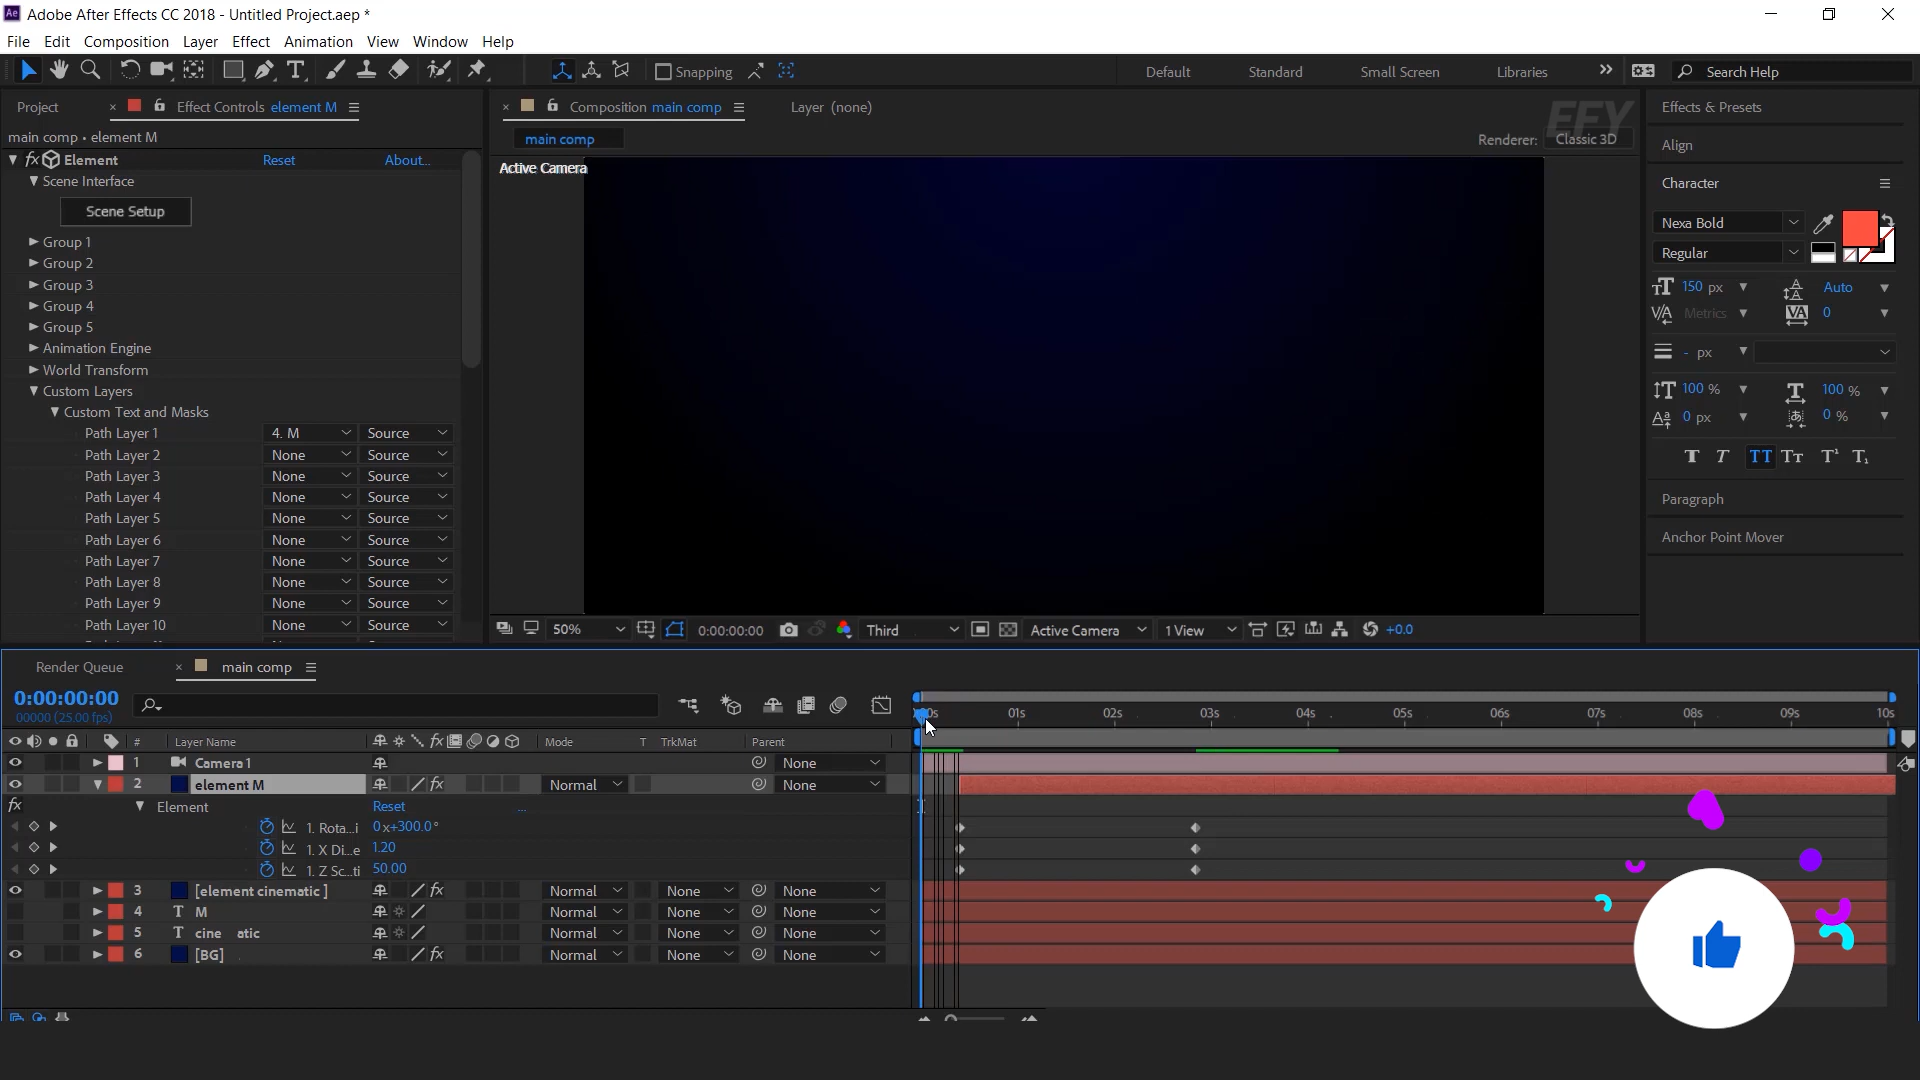 Adobe After Effects CC 2018 - Untitled Project.aep *
File Edit Composition Layer Effect Animation View Window Help
Snapping Default Standard Small Screen Libraries Search Help
Project Effect Controls element M Composition main comp Layer (none) Effects & Presets
EFY
main comp • element M main comp Renderer: Classic 3D
Element Reset About... Active Camera
Align
Scene Interface
Scene Setup
Character
Group 1
Group 2
Group 3
Group 4
Group 5
Animation Engine
World Transform
Custom Layers
Custom Text and Masks
Path Layer 1 4. M Source
Path Layer 2 None Source
Path Layer 3 None Source
Path Layer 4 None Source
Path Layer 5 None Source
Path Layer 6 None Source
Path Layer 7 None Source
Path Layer 8 None Source
Path Layer 9 None Source
Path Layer 10 None Source
Nexa Bold
Regular
150 px Auto
Metrics 0
- px
100 % 100 %
0 px 0 %
Paragraph
Anchor Point Mover
50% 0:00:00:00 Third Active Camera 1 View +0.0
Render Queue main comp
0:00:00:00
00000 (25.00 fps)
0s 01s 02s 03s 04s 05s 06s 07s 08s 09s 10s
# Layer Name Mode T TrkMat Parent
1 Camera 1 None
2 element M Normal None
Element Reset ...
1. Rota...i 0x+300.0°
1. X Di...e 1.20
1. Z Sc...ti 50.00
3 [element cinematic ] Normal None None
4 T M Normal None None
5 T cine atic Normal None None
6 [BG] Normal None None